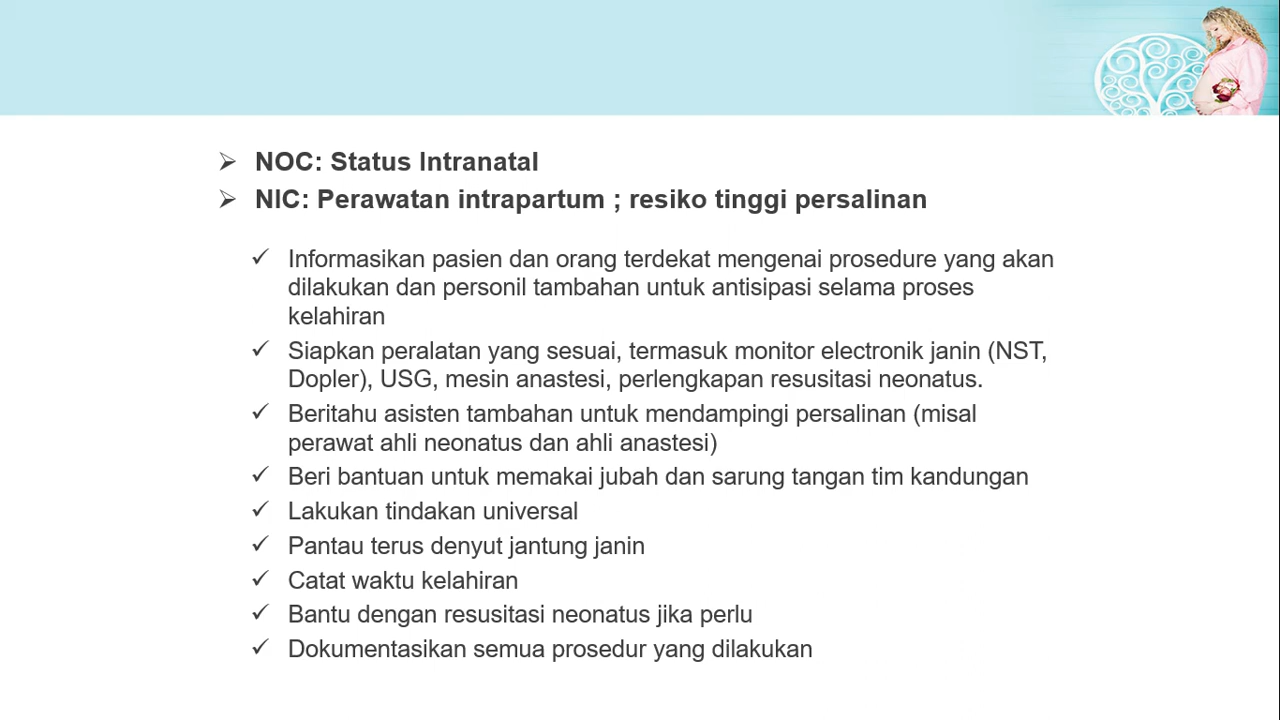 ➢ NOC: Status Intranatal
➢ NIC: Perawatan intrapartum ; resiko tinggi persalinan
✓ Informasikan pasien dan orang terdekat mengenai prosedure yang akan
dilakukan dan personil tambahan untuk antisipasi selama proses
kelahiran
✓ Siapkan peralatan yang sesuai, termasuk monitor electronik janin (NST,
Dopler), USG, mesin anastesi, perlengkapan resusitasi neonatus.
✓ Beritahu asisten tambahan untuk mendampingi persalinan (misal
perawat ahli neonatus dan ahli anastesi)
✓ Beri bantuan untuk memakai jubah dan sarung tangan tim kandungan
✓ Lakukan tindakan universal
✓ Pantau terus denyut jantung janin
✓ Catat waktu kelahiran
✓ Bantu dengan resusitasi neonatus jika perlu
✓ Dokumentasikan semua prosedur yang dilakukan